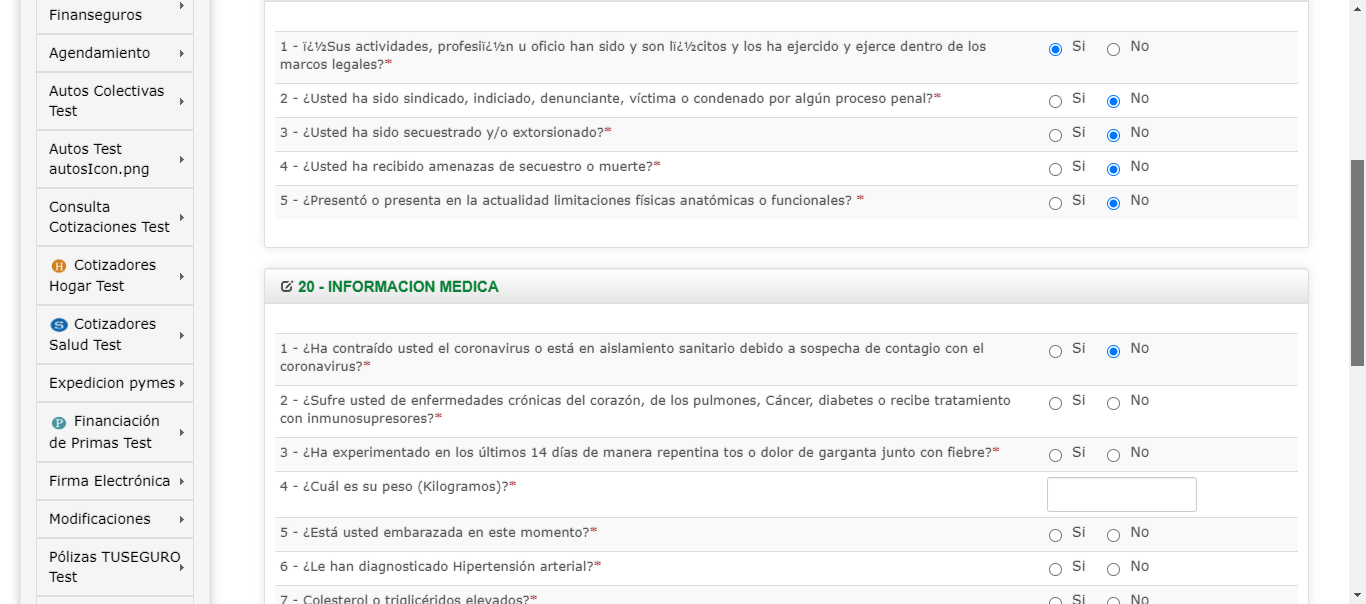 Finanseguros
Agendamiento
Autos Colectivas
Test
Autos Test
autosIcon.png
Consulta
Cotizaciones Test
H Cotizadores
Hogar Test
S Cotizadores
Salud Test
Expedicion pymes
P Financiación
de Primas Test
Firma Electrónica
Modificaciones
Pólizas TUSEGURO
Test
1 - ï¿½Sus actividades, profesiï¿½n u oficio han sido y son lï¿½citos y los ha ejercido y ejerce dentro de los
marcos legales?* Si No
2 - ¿Usted ha sido sindicado, indiciado, denunciante, víctima o condenado por algún proceso penal?* Si No
3 - ¿Usted ha sido secuestrado y/o extorsionado?* Si No
4 - ¿Usted ha recibido amenazas de secuestro o muerte?* Si No
5 - ¿Presentó o presenta en la actualidad limitaciones físicas anatómicas o funcionales? * Si No
20 - INFORMACION MEDICA
1 - ¿Ha contraído usted el coronavirus o está en aislamiento sanitario debido a sospecha de contagio con el
coronavirus?* Si No
2 - ¿Sufre usted de enfermedades crónicas del corazón, de los pulmones, Cáncer, diabetes o recibe tratamiento
con inmunosupresores?* Si No
3 - ¿Ha experimentado en los últimos 14 días de manera repentina tos o dolor de garganta junto con fiebre?* Si No
4 - ¿Cuál es su peso (Kilogramos)?*
5 - ¿Está usted embarazada en este momento?* Si No
6 - ¿Le han diagnosticado Hipertensión arterial?* Si No
7 - Colesterol o triglicéridos elevados?* Si No